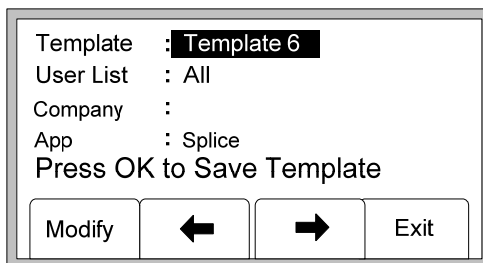 Template : Template 6
User List : All
Company :
App : Splice
Press OK to Save Template
Modify ← → Exit